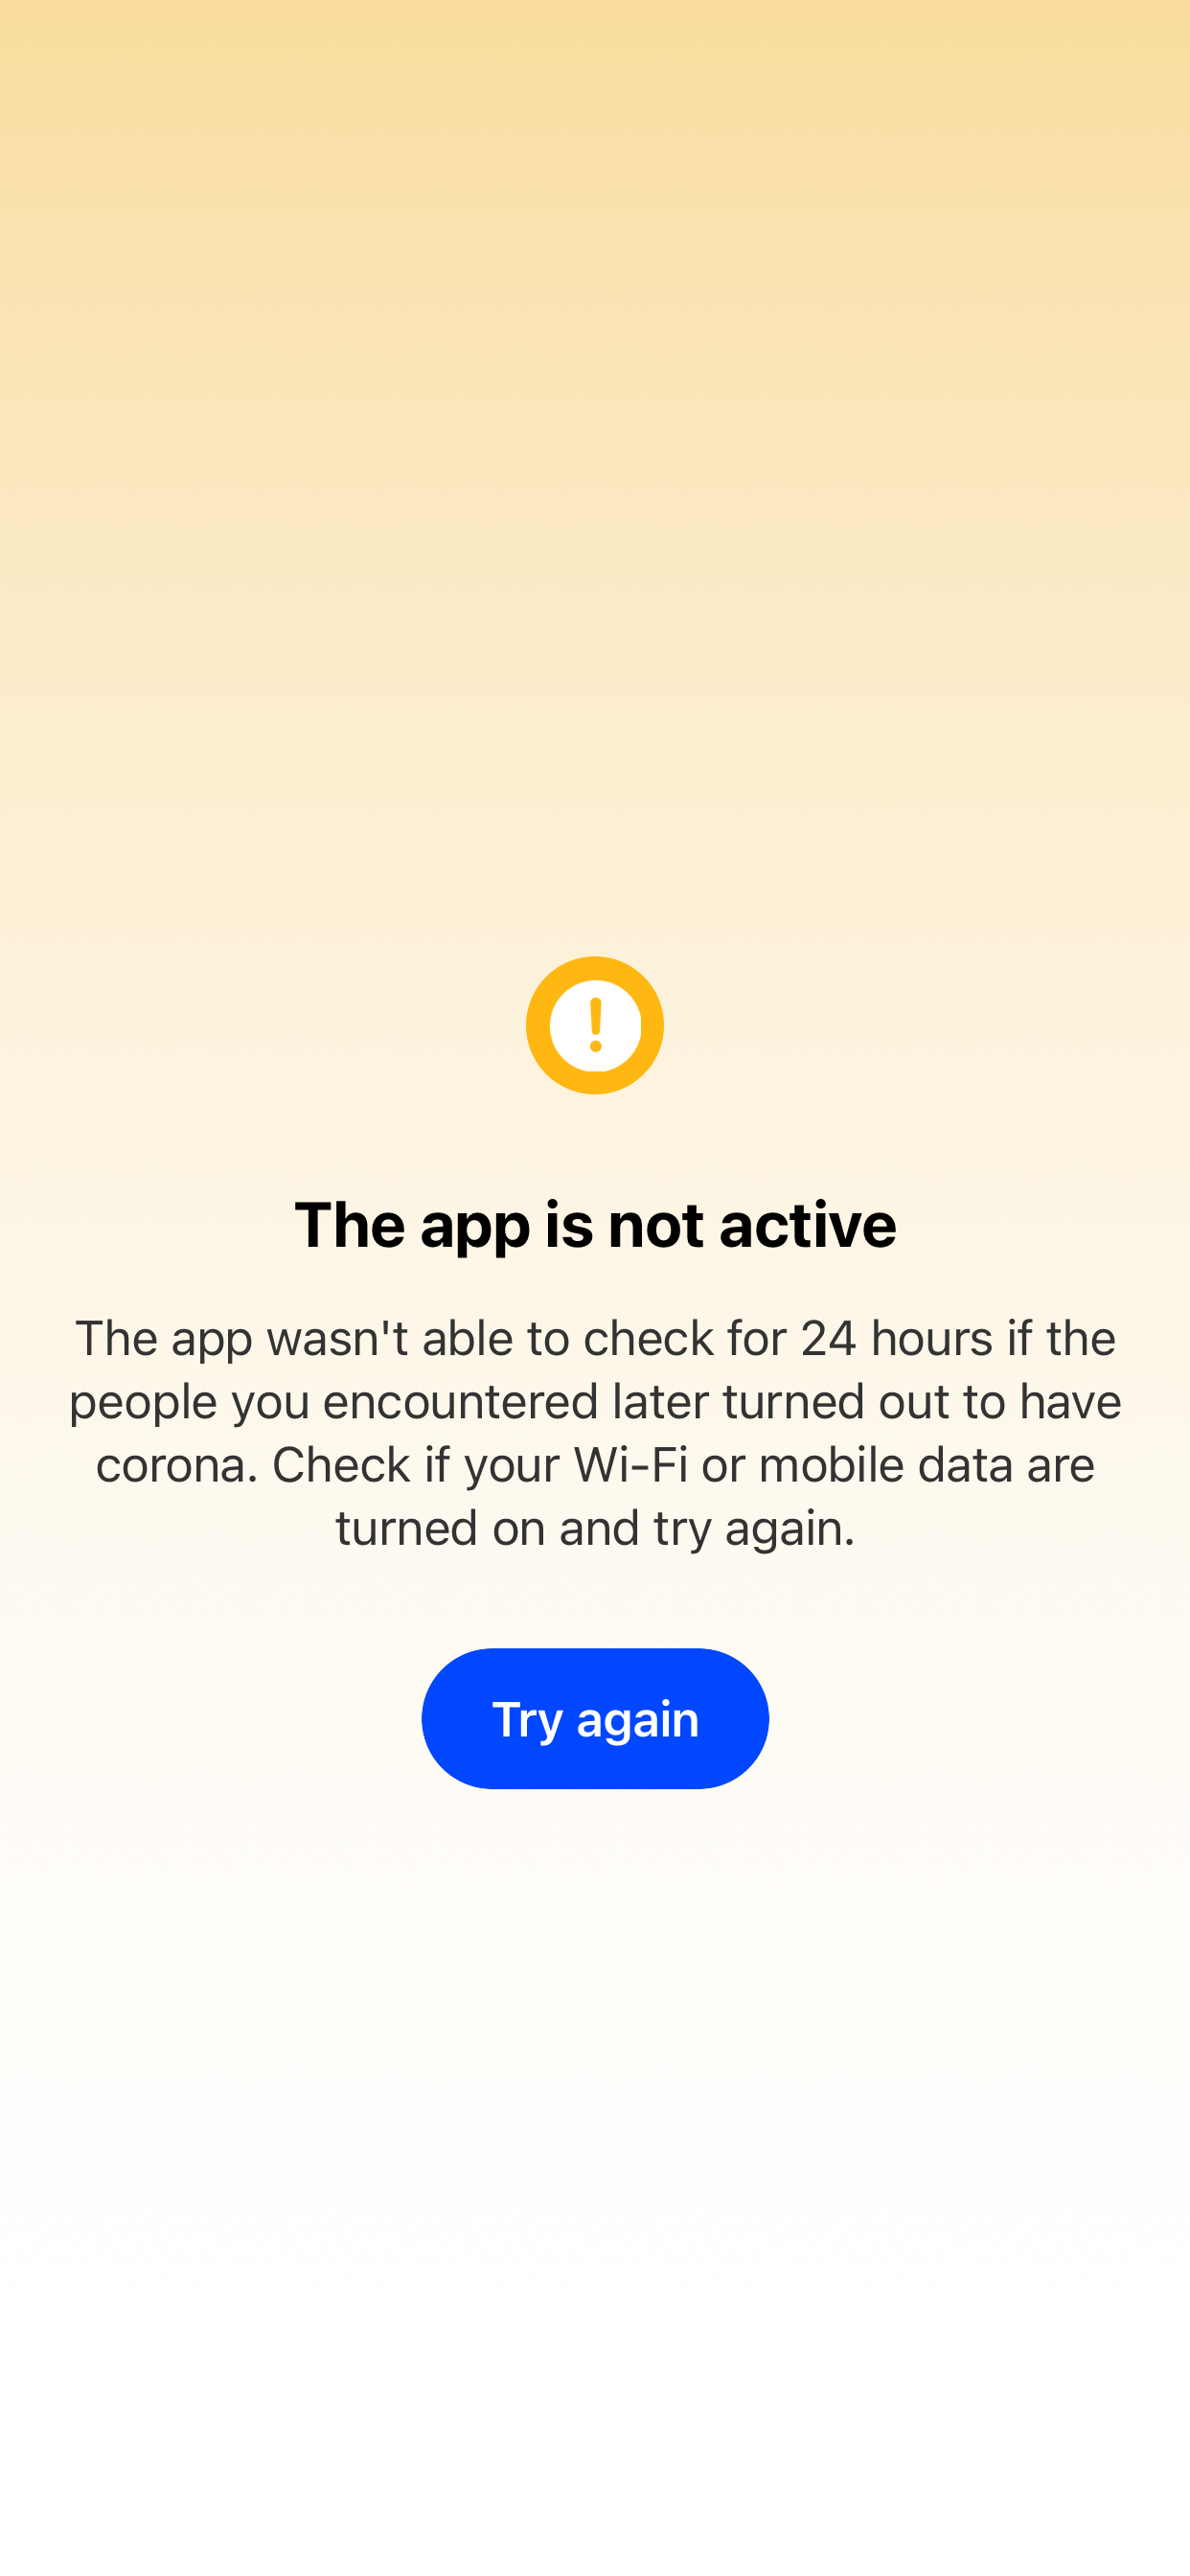 The app is not active
The app wasn't able to check for 24 hours if the
people you encountered later turned out to have
corona. Check if your Wi-Fi or mobile data are
turned on and try again.
Try again